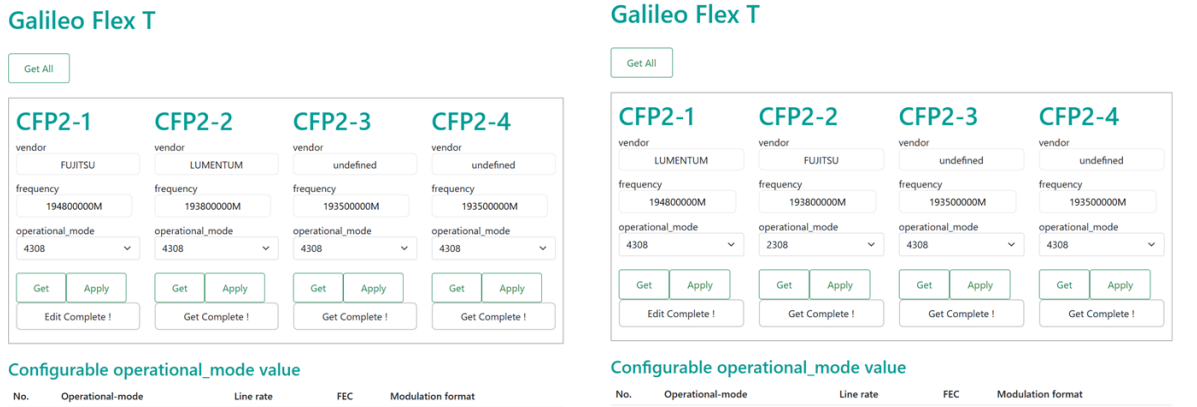 Galileo Flex T
Get All
CFP2-1 CFP2-2 CFP2-3 CFP2-4
vendor vendor vendor vendor
FUJITSU LUMENTUM undefined undefined
frequency frequency frequency frequency
194800000M 193800000M 193500000M 193500000M
operational_mode operational_mode operational_mode operational_mode
4308 4308 4308 4308
Get Apply Get Apply Get Apply Get Apply
Edit Complete ! Get Complete ! Get Complete ! Get Complete !
Configurable operational_mode value
No. Operational-mode Line rate FEC Modulation format
Galileo Flex T
Get All
CFP2-1 CFP2-2 CFP2-3 CFP2-4
vendor vendor vendor vendor
LUMENTUM FUJITSU undefined undefined
frequency frequency frequency frequency
194800000M 193800000M 193500000M 193500000M
operational_mode operational_mode operational_mode operational_mode
4308 2308 4308 4308
Get Apply Get Apply Get Apply Get Apply
Edit Complete ! Get Complete ! Get Complete ! Get Complete !
Configurable operational_mode value
No. Operational-mode Line rate FEC Modulation format